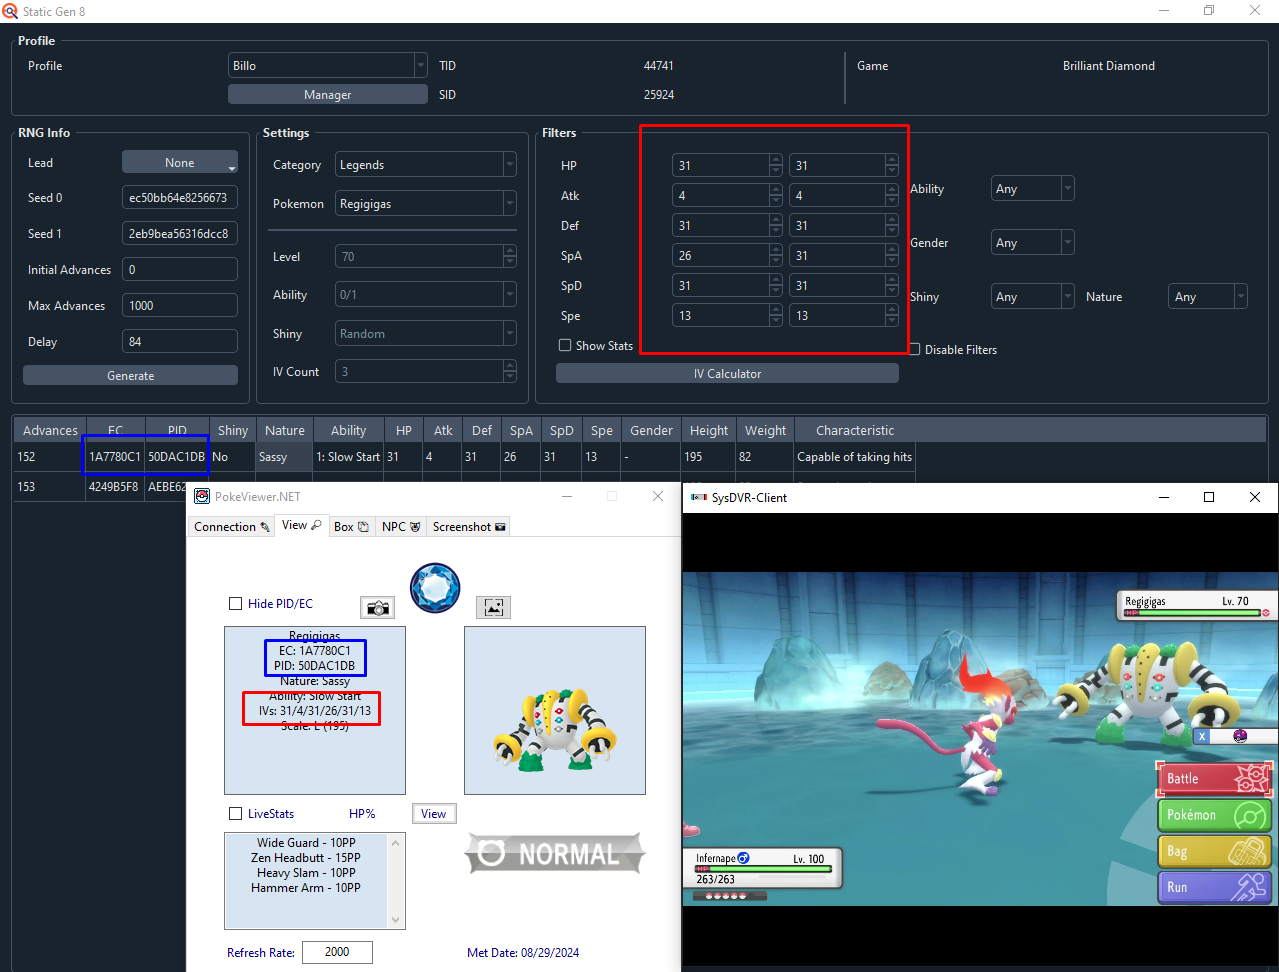 Static Gen 8
Profile
Profile
Billo
TID
44741
Game
Brilliant Diamond
Manager
SID
25924
RNG Info
Lead
None
Seed 0
ec50bb64e8256673
Seed 1
2eb9bea56316dcc8
Initial Advances
0
Max Advances
1000
Delay
84
Generate
Settings
Category
Legends
Pokemon
Regigigas
Level
70
Ability
0/1
Shiny
Random
IV Count
3
Filters
HP
31
31
Atk
4
4
Def
31
31
SpA
26
31
SpD
31
31
Spe
13
13
Show Stats
IV Calculator
Ability
Any
Gender
Any
Shiny
Any
Nature
Any
Disable Filters
Advances EC PID Shiny Nature Ability HP Atk Def SpA SpD Spe Gender Height Weight Characteristic
152 1A7780C1 50DAC1DB No Sassy 1: Slow Start 31 4 31 26 31 13 - 195 82 Capable of taking hits
153 4249B5F8 AEBE62
PokeViewer.NET
Connection View Box NPC Screenshot
Hide PID/EC
Regigigas
EC: 1A7780C1
PID: 50DAC1DB
Nature: Sassy
Ability: Slow Start
IVs: 31/4/31/26/31/13
Scale: L (195)
LiveStats
HP%
View
Wide Guard - 10PP
Zen Headbutt - 15PP
Heavy Slam - 10PP
Hammer Arm - 10PP
NORMAL
Refresh Rate:
2000
Met Date: 08/29/2024
SysDVR-Client
Regigigas Lv. 70
HP
X
Battle
Pokémon
Bag
Run
Infernape♂ Lv. 100
HP
263/263